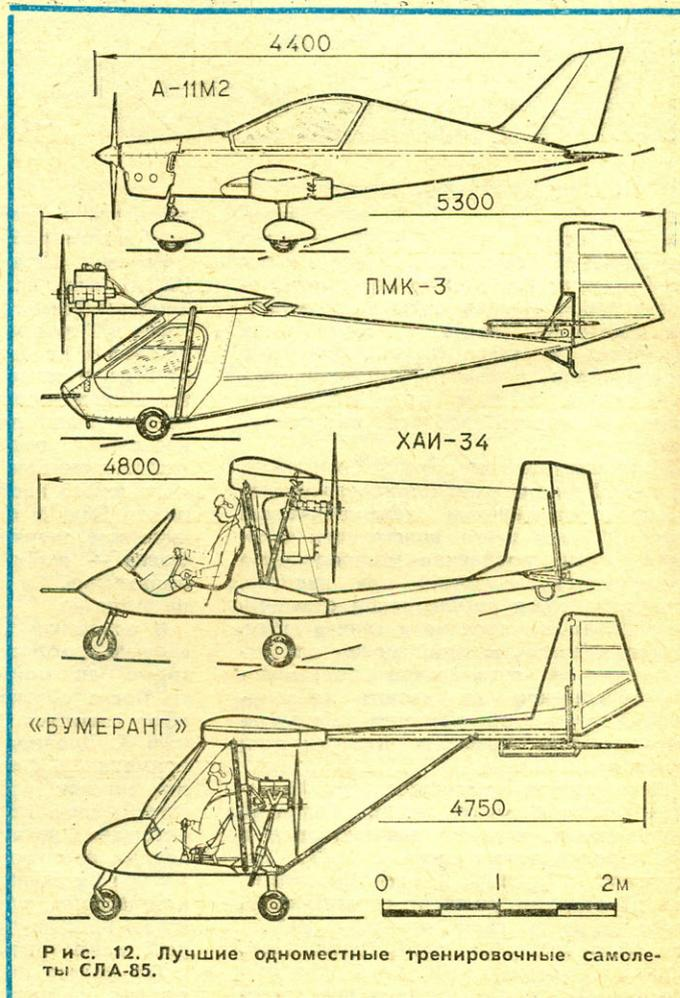 4400
А-11М2
5300
ПМК-3
ХАИ-34
4800
«БУМЕРАНГ»
4750
0 1 2м
Рис. 12. Лучшие одноместные тренировочные самоле-
ты СЛА-85.